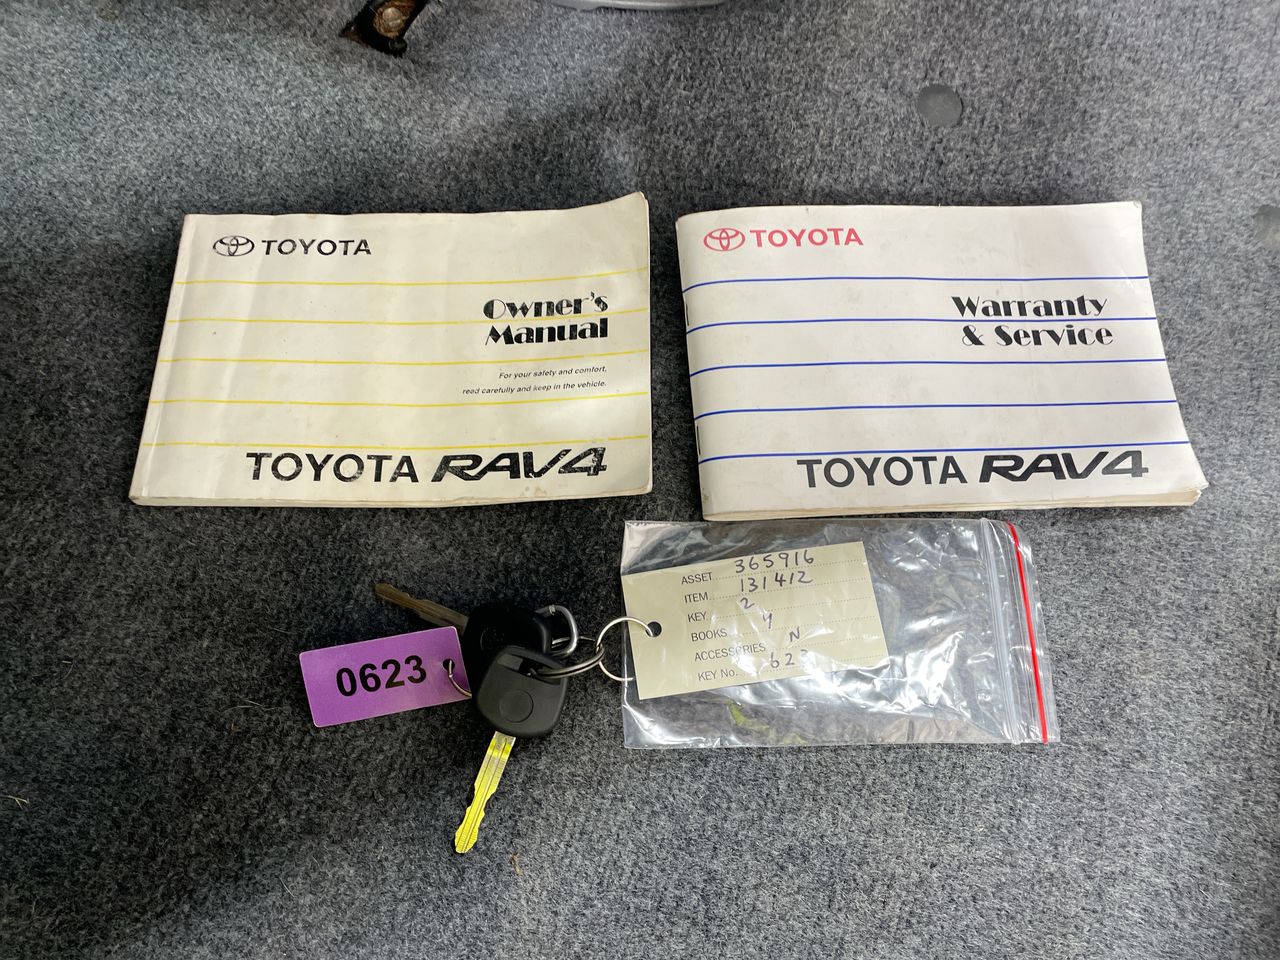 TOYOTA
Owner's
Manual
For your safety and comfort,
read carefully and keep in the vehicle.
TOYOTA RAV4
TOYOTA
Warranty
& Service
TOYOTA RAV4
0623
ASSET 365916
ITEM 131412
KEY 2
BOOKS Y
ACCESSORIES N
KEY No.